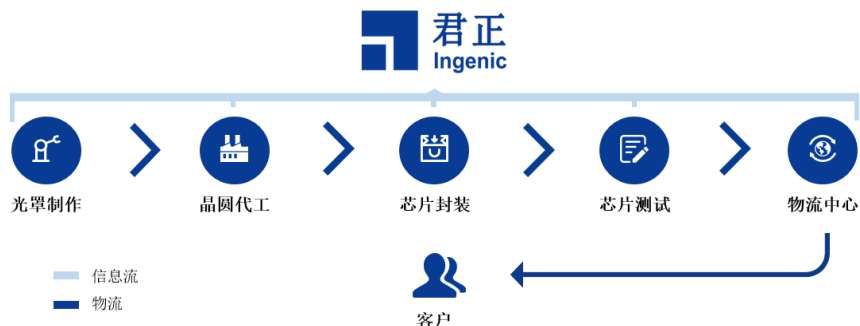 君正
Ingenic
光罩制作
晶圆代工
芯片封装
芯片测试
物流中心
信息流
物流
客户